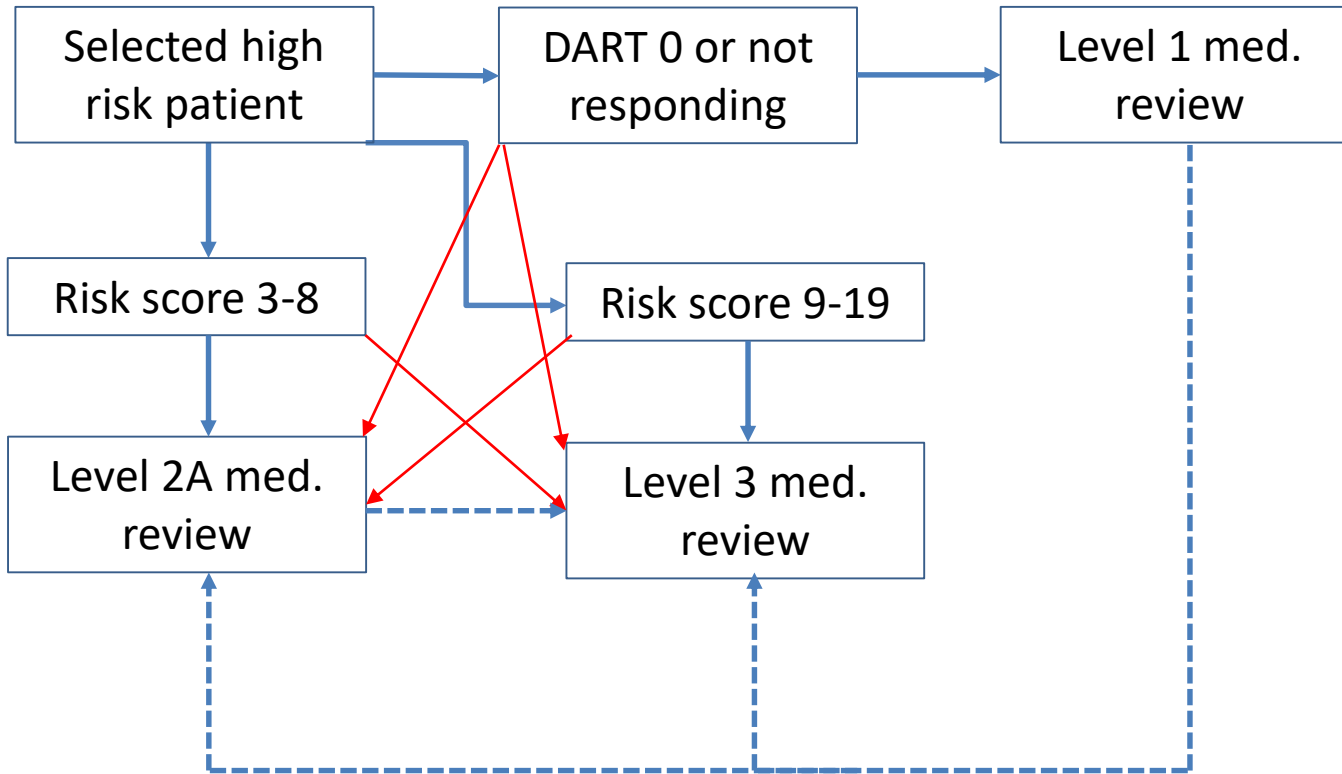 Selected high
risk patient
DART 0 or not
responding
Level 1 med.
review
Risk score 3-8
Risk score 9-19
Level 2A med.
review
Level 3 med.
review